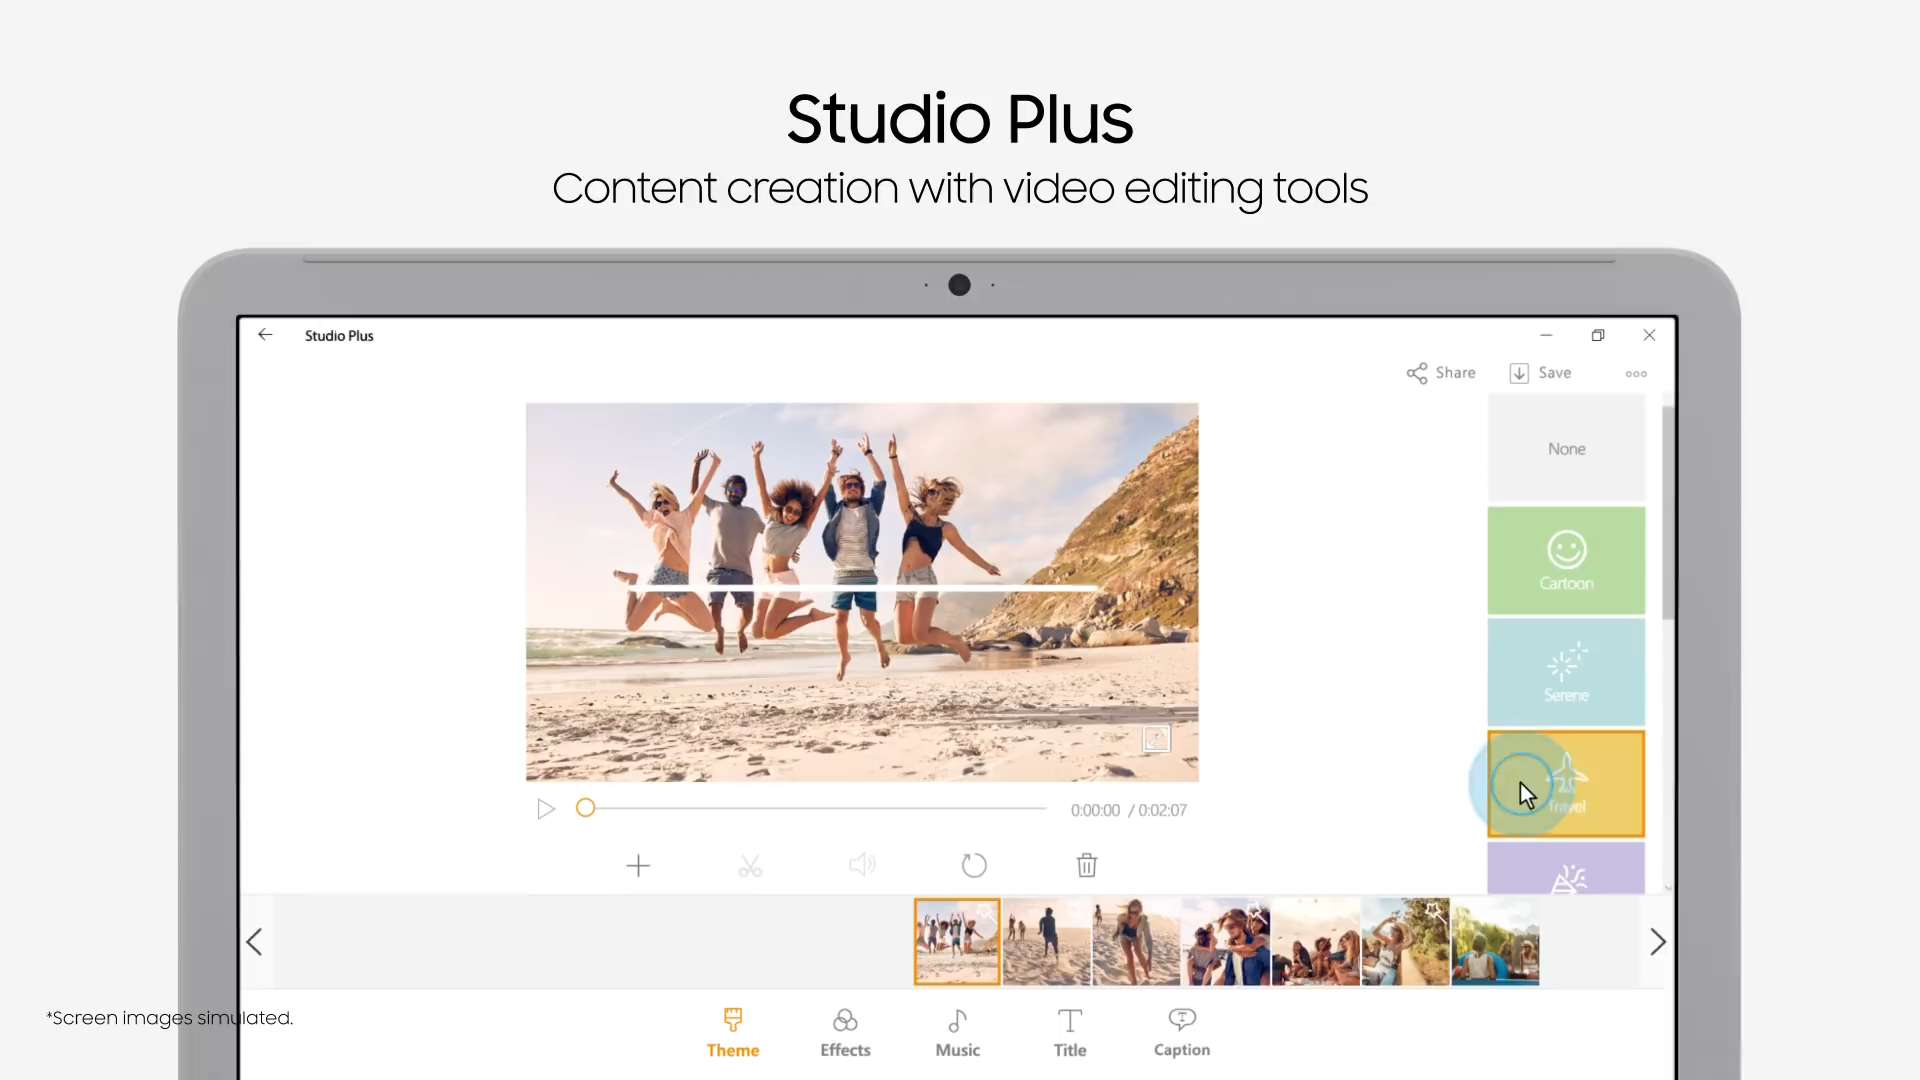 Studio Plus
Content creation with video editing tools
Studio Plus
Share
Save
None
Cartoon
Serene
Travel
0:00:00 / 0:02:07
*Screen images simulated.
Theme
Effects
Music
Title
Caption